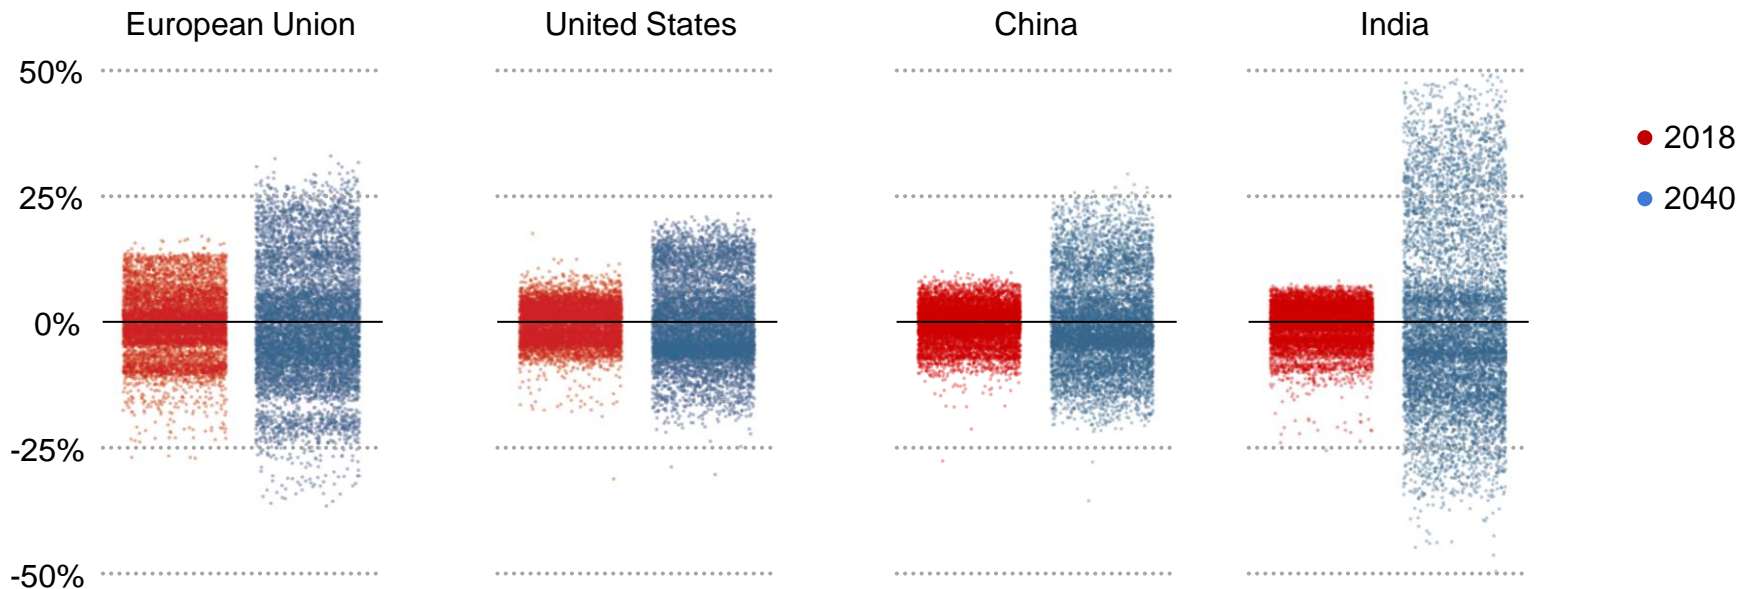 European Union
United States
China
India
50%
25%
0%
-25%
-50%
2018
2040